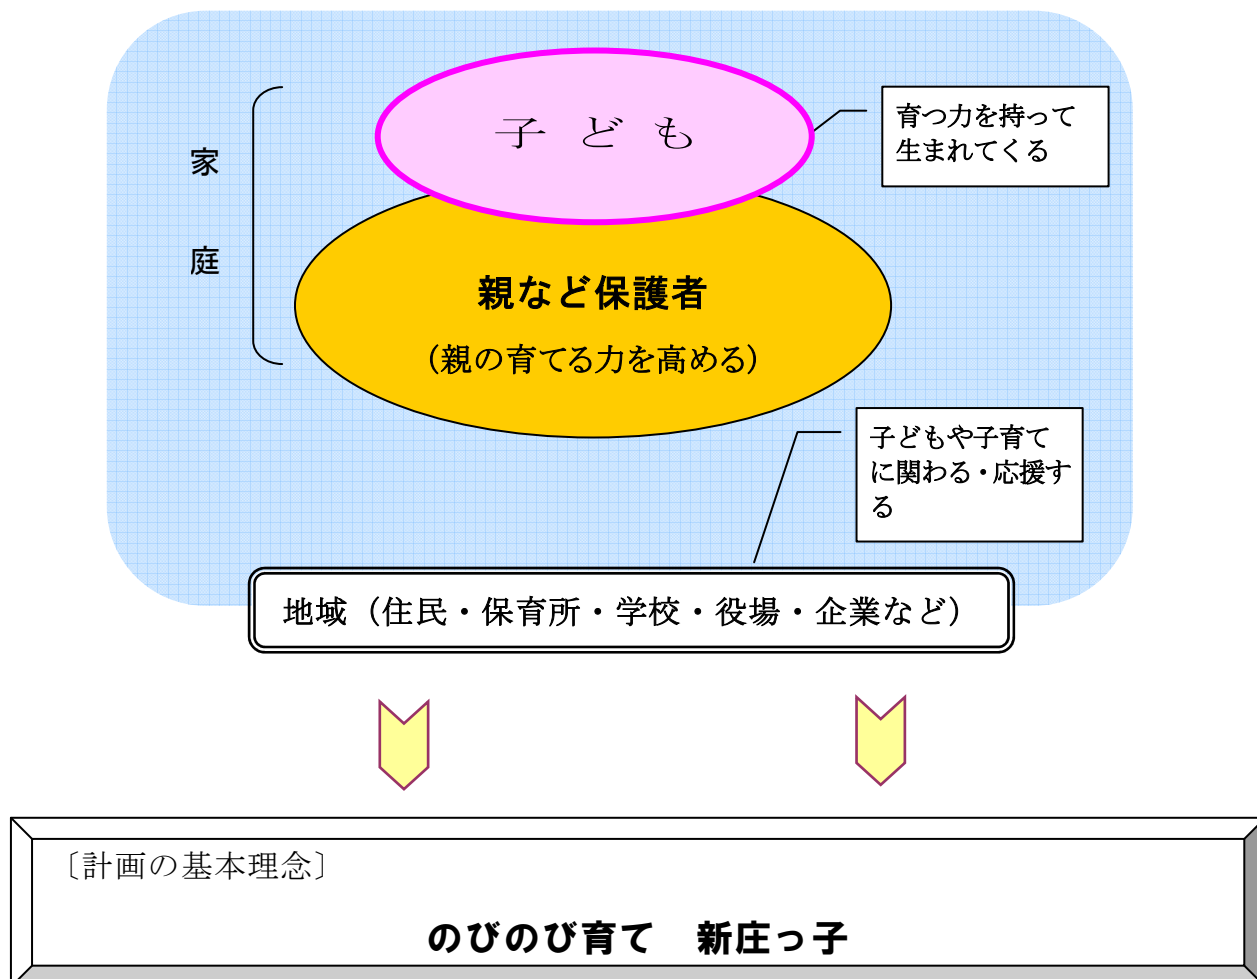 子 ど も
育つ力を持って
生まれてくる
家
庭
親など保護者
（親の育てる力を高める）
子どもや子育て
に関わる・応援す
る
地域（住民・保育所・学校・役場・企業など）
〔計画の基本理念〕
のびのび育て　新庄っ子